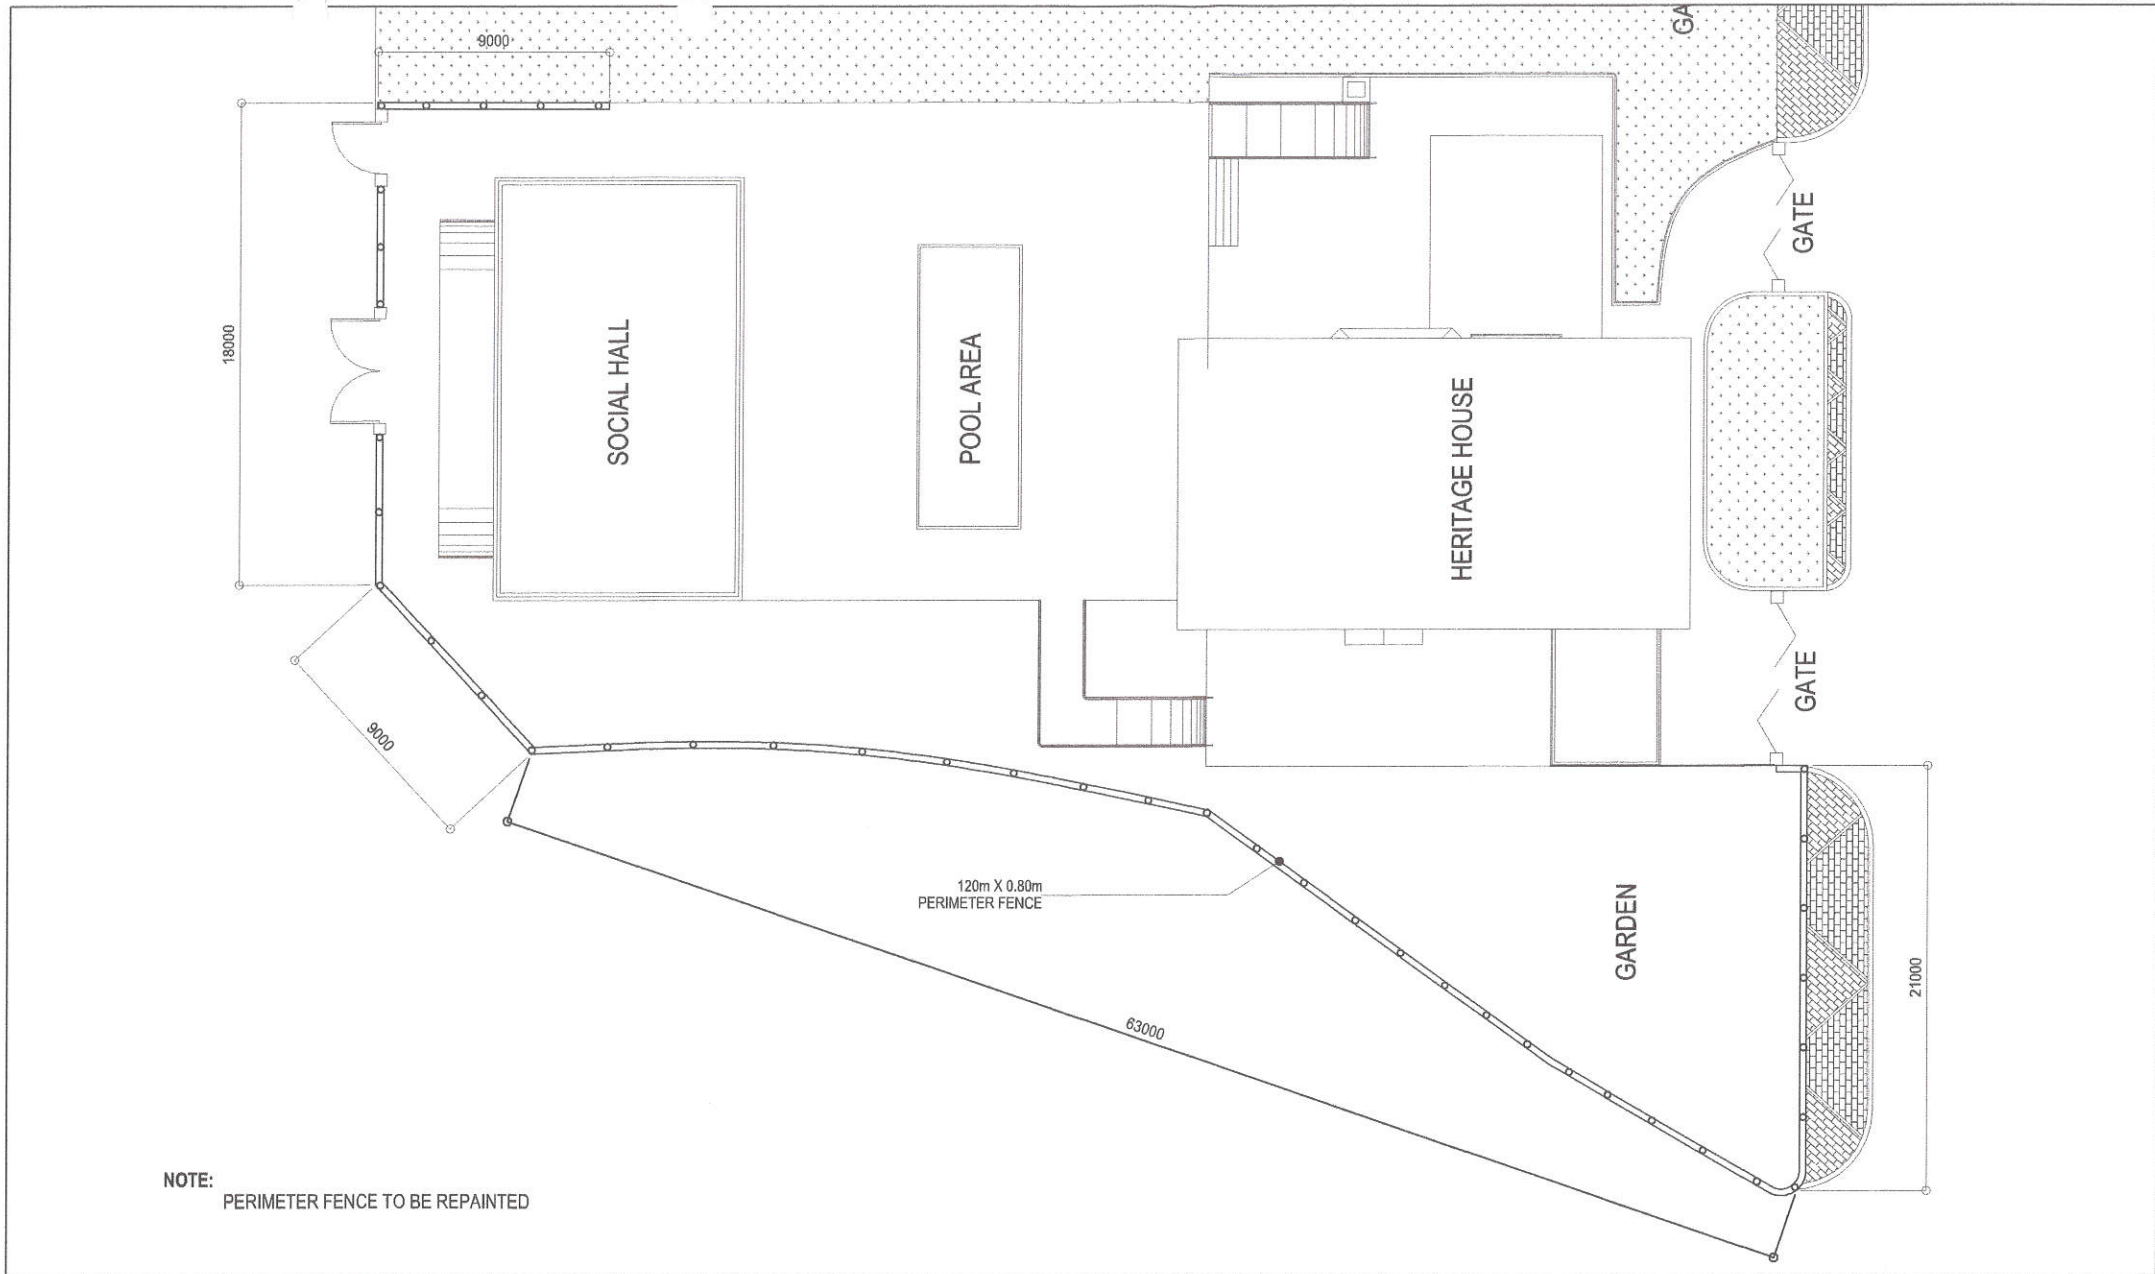 9000
GA
GATE
18000
SOCIAL HALL
POOL AREA
HERITAGE HOUSE
9000
GATE
120m X 0.80m
PERIMETER FENCE
GARDEN
21000
63000
NOTE:
PERIMETER FENCE TO BE REPAINTED